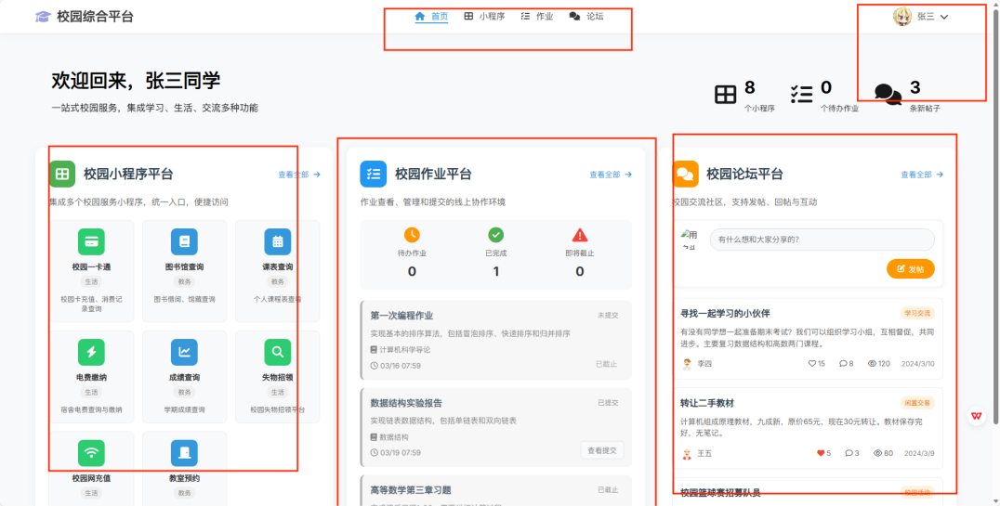 校园综合平台
首页
小程序
作业
论坛
张三
欢迎回来，张三同学
一站式校园服务，集成学习、生活、交流多种功能
8
个小程序
0
个待办作业
3
条新帖子
校园小程序平台
查看全部 →
集成多个校园服务小程序，统一入口，便捷访问
校园一卡通
生活
校园卡充值、消费记
录查询
图书馆查询
教务
图书借阅、馆藏查询
课表查询
教务
个人课程表查看
电费缴纳
生活
宿舍电费查询与缴纳
成绩查询
教务
学期成绩查询
失物招领
生活
校园失物招领平台
校园网充值
生活
教室预约
教务
校园作业平台
查看全部 →
作业查看、管理和提交的线上协作环境
待办作业
0
已完成
1
即将截止
0
第一次编程作业
未提交
实现基本的排序算法，包括冒泡排序、快速排序和归并排序
计算机科学导论
03/16 07:59
已截止
数据结构实验报告
已提交
实现链表数据结构，包括单链表和双向链表
数据结构
03/19 07:59
查看提交
高等数学第三章习题
已截止
校园论坛平台
查看全部 →
校园交流社区，支持发帖、回帖与互动
有什么想和大家分享的?
发帖
寻找一起学习的小伙伴
学习交流
有没有同学想一起准备期末考试？我们可以组织学习小组，互相督促，共同
进步。主要复习数据结构和高数两门课程。
李四
15
8
120
2024/3/10
转让二手教材
闲置交易
计算机组成原理教材，九成新，原价65元，现在30元转让。教材保存完
好，无笔记。
王五
5
3
80
2024/3/9
校园篮球赛招募队员
校园活动